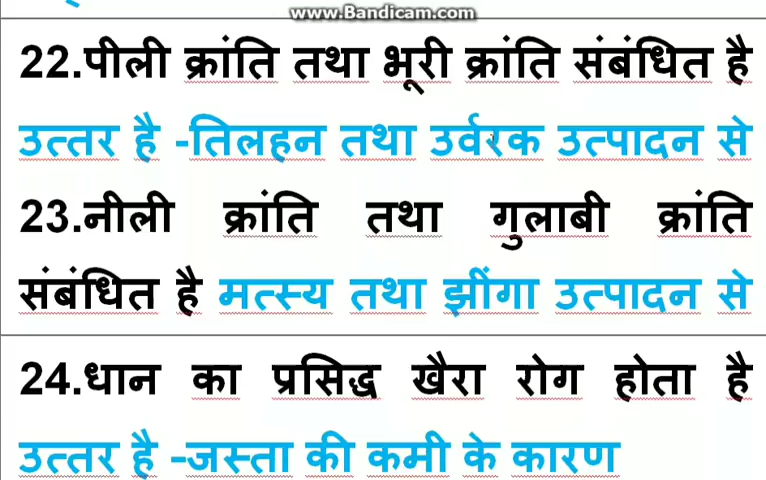 www.Bandicam.com
22.पीली क्रांति तथा भूरी क्रांति संबंधित है
उत्तर है -तिलहन तथा उर्वरक उत्पादन से
23.नीली क्रांति तथा गुलाबी क्रांति
संबंधित है मत्स्य तथा झींगा उत्पादन से
24.धान का प्रसिद्ध खैरा रोग होता है
उत्तर है –जस्ता की कमी के कारण